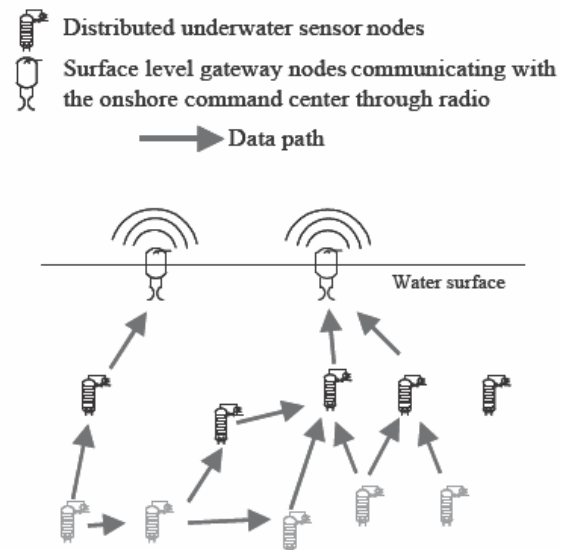 Distributed underwater sensor nodes
Surface level gateway nodes communicating with
the onshore command center through radio
Data path
Water surface